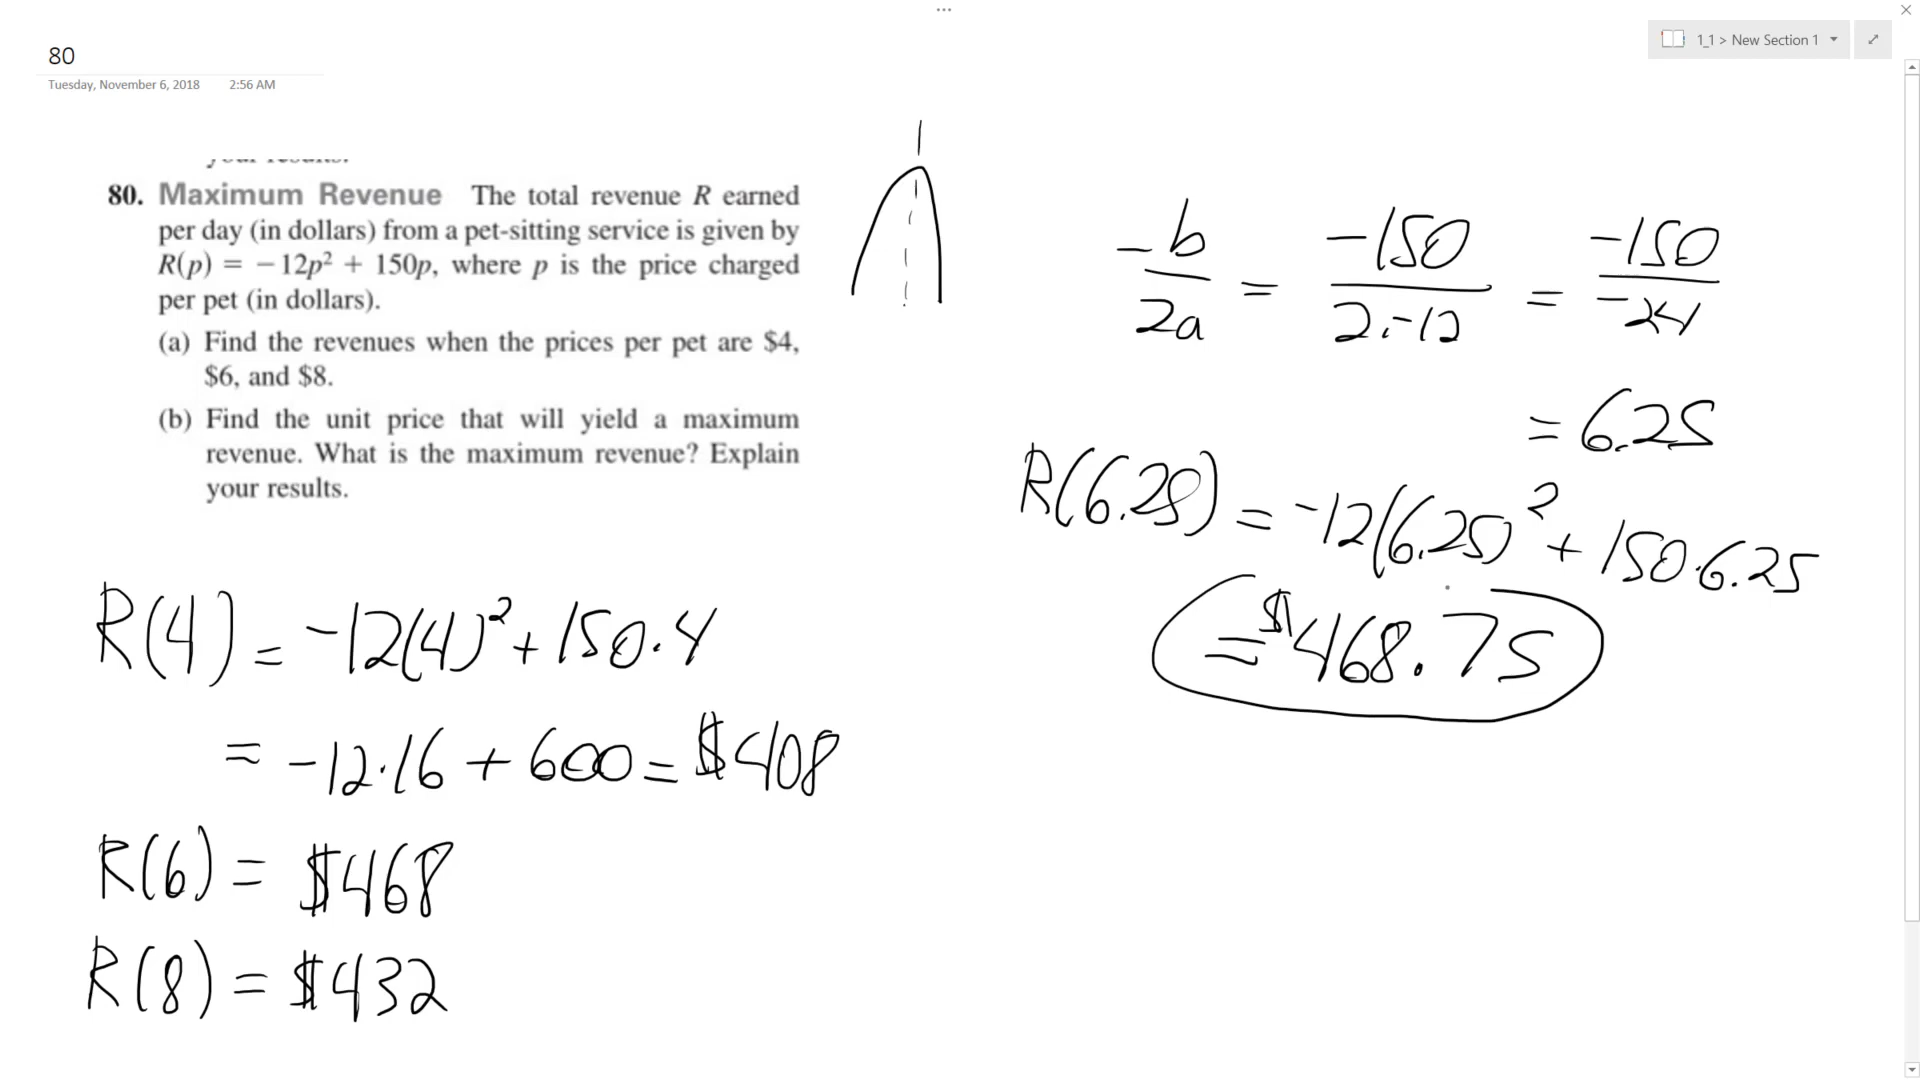 80
Tuesday, November 6, 2018 2:56 AM
1_1 > New Section 1
your results.
80. Maximum Revenue The total revenue R earned
per day (in dollars) from a pet-sitting service is given by
R(p) = −12p² + 150p, where p is the price charged
per pet (in dollars).
(a) Find the revenues when the prices per pet are $4,
$6, and $8.
(b) Find the unit price that will yield a maximum
revenue. What is the maximum revenue? Explain
your results.
R(4) = -12(4)² + 150·4
= -12·16 + 600 = $408
R(6) = $468
R(8) = $432
-b/2a = -150/2·-12 = -150/-24
= 6.25
R(6.25) = -12(6.25)² + 150·6.25
= $468.75